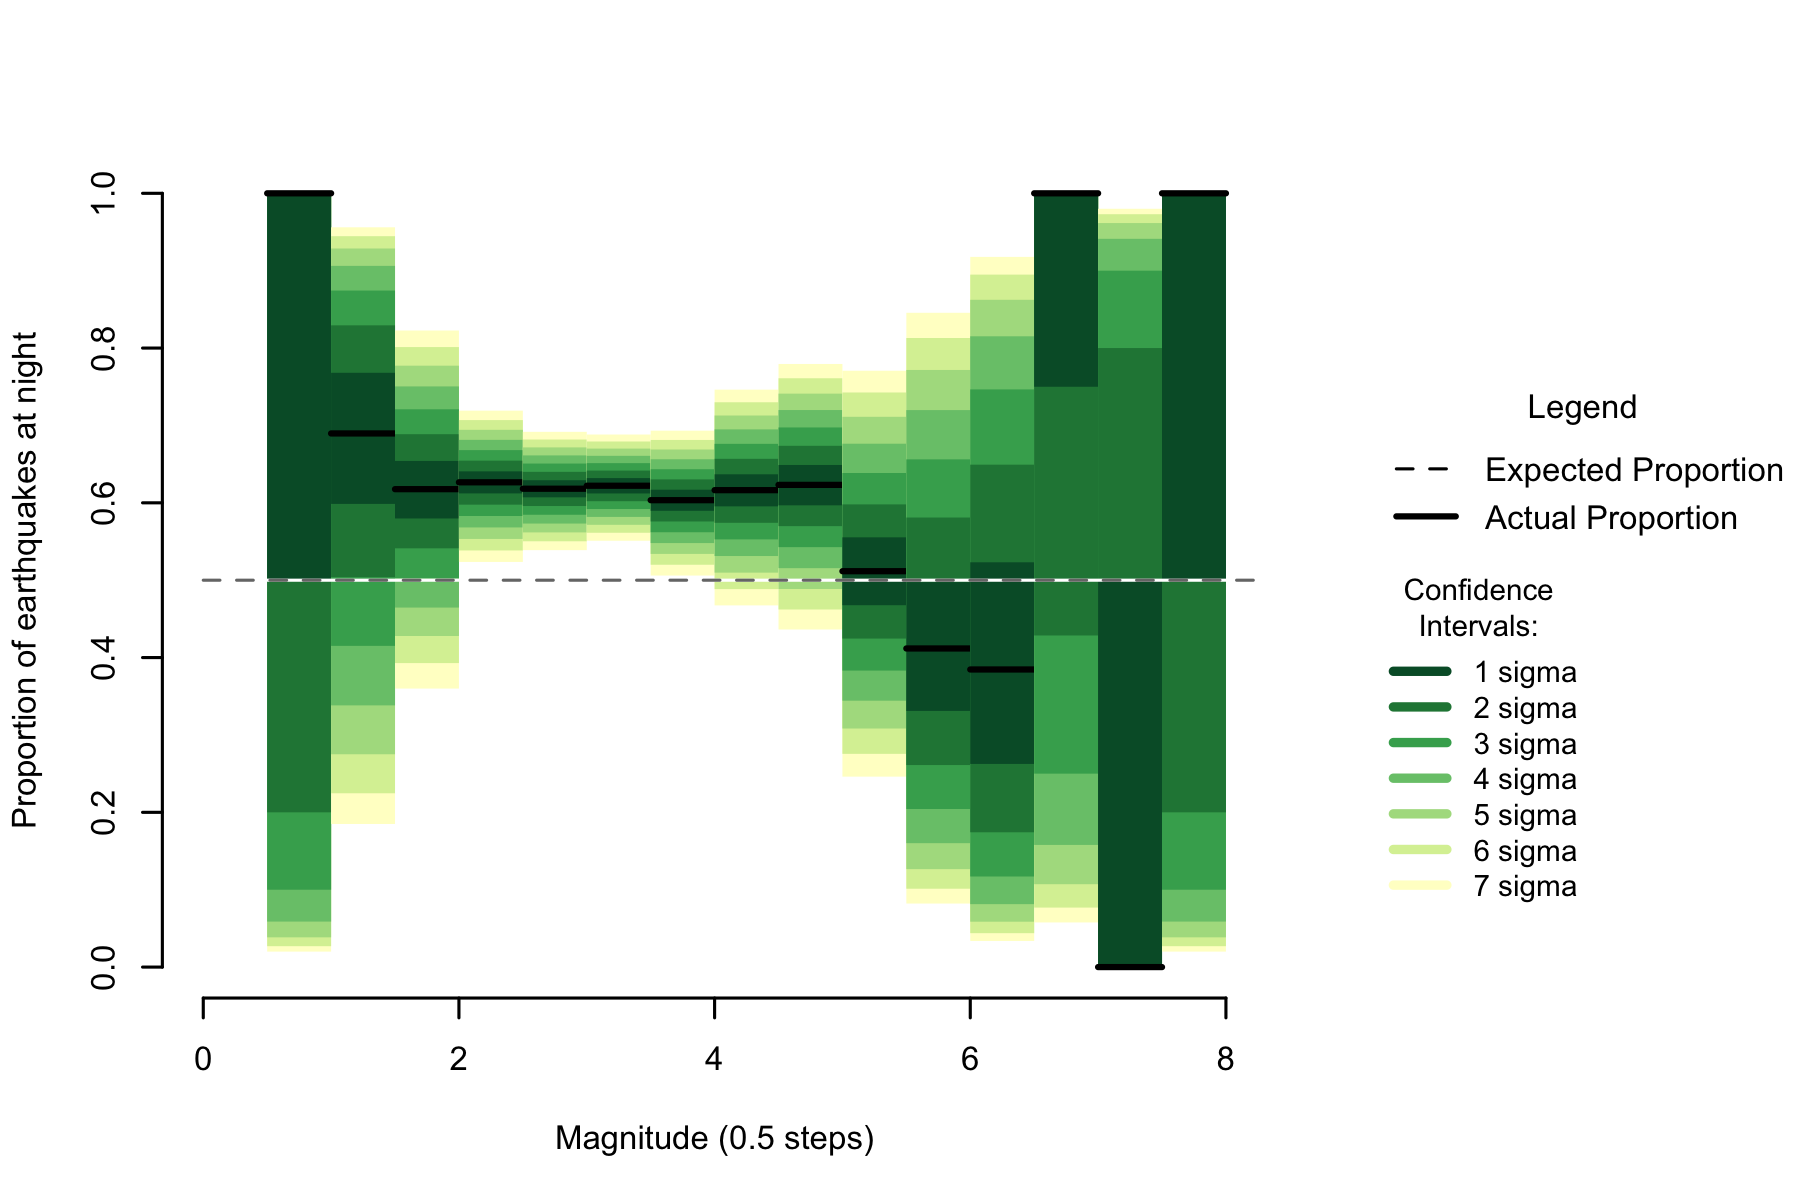 Proportion of earthquakes at night
1.0
0.8
0.6
0.4
0.2
0.0
0 2 4 6 8
Magnitude (0.5 steps)
Legend
Expected Proportion
Actual Proportion
Confidence
Intervals:
1 sigma
2 sigma
3 sigma
4 sigma
5 sigma
6 sigma
7 sigma